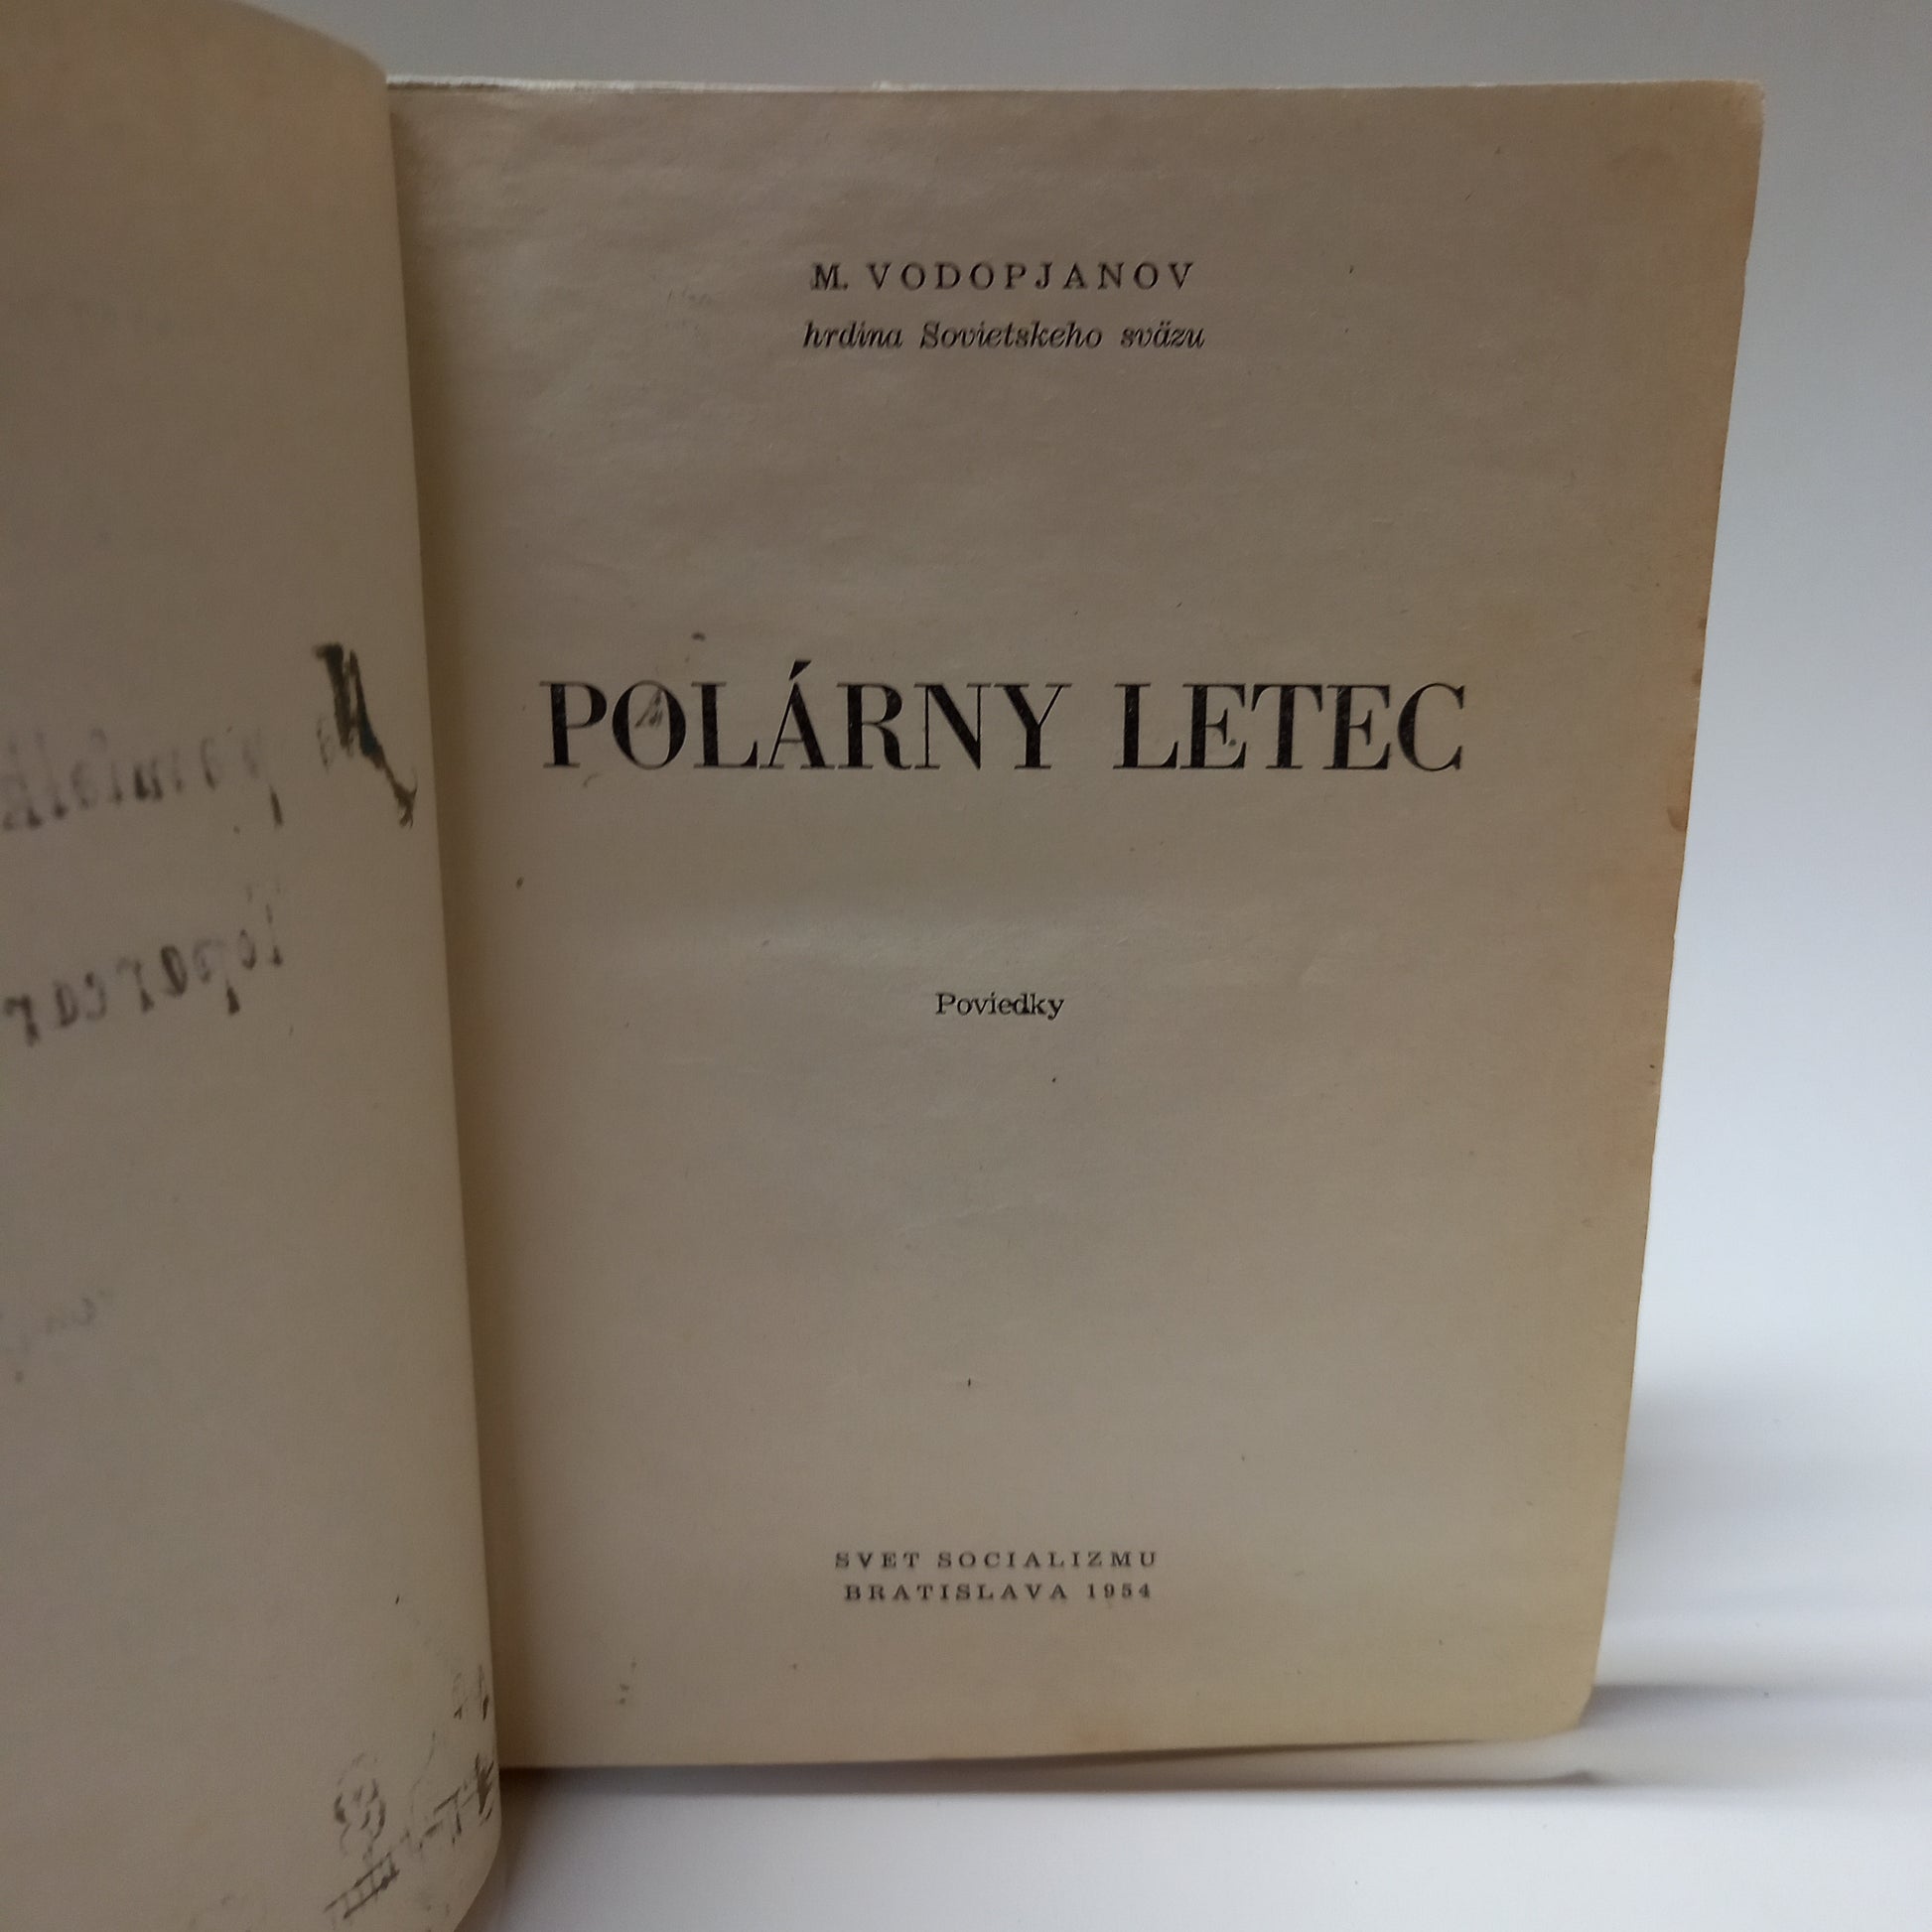 M. VODOPJANOV
hrdina Sovietskeho sväzu
POLÁRNY LETEC
Poviedky
SVET SOCIALIZMU
BRATISLAVA 1954